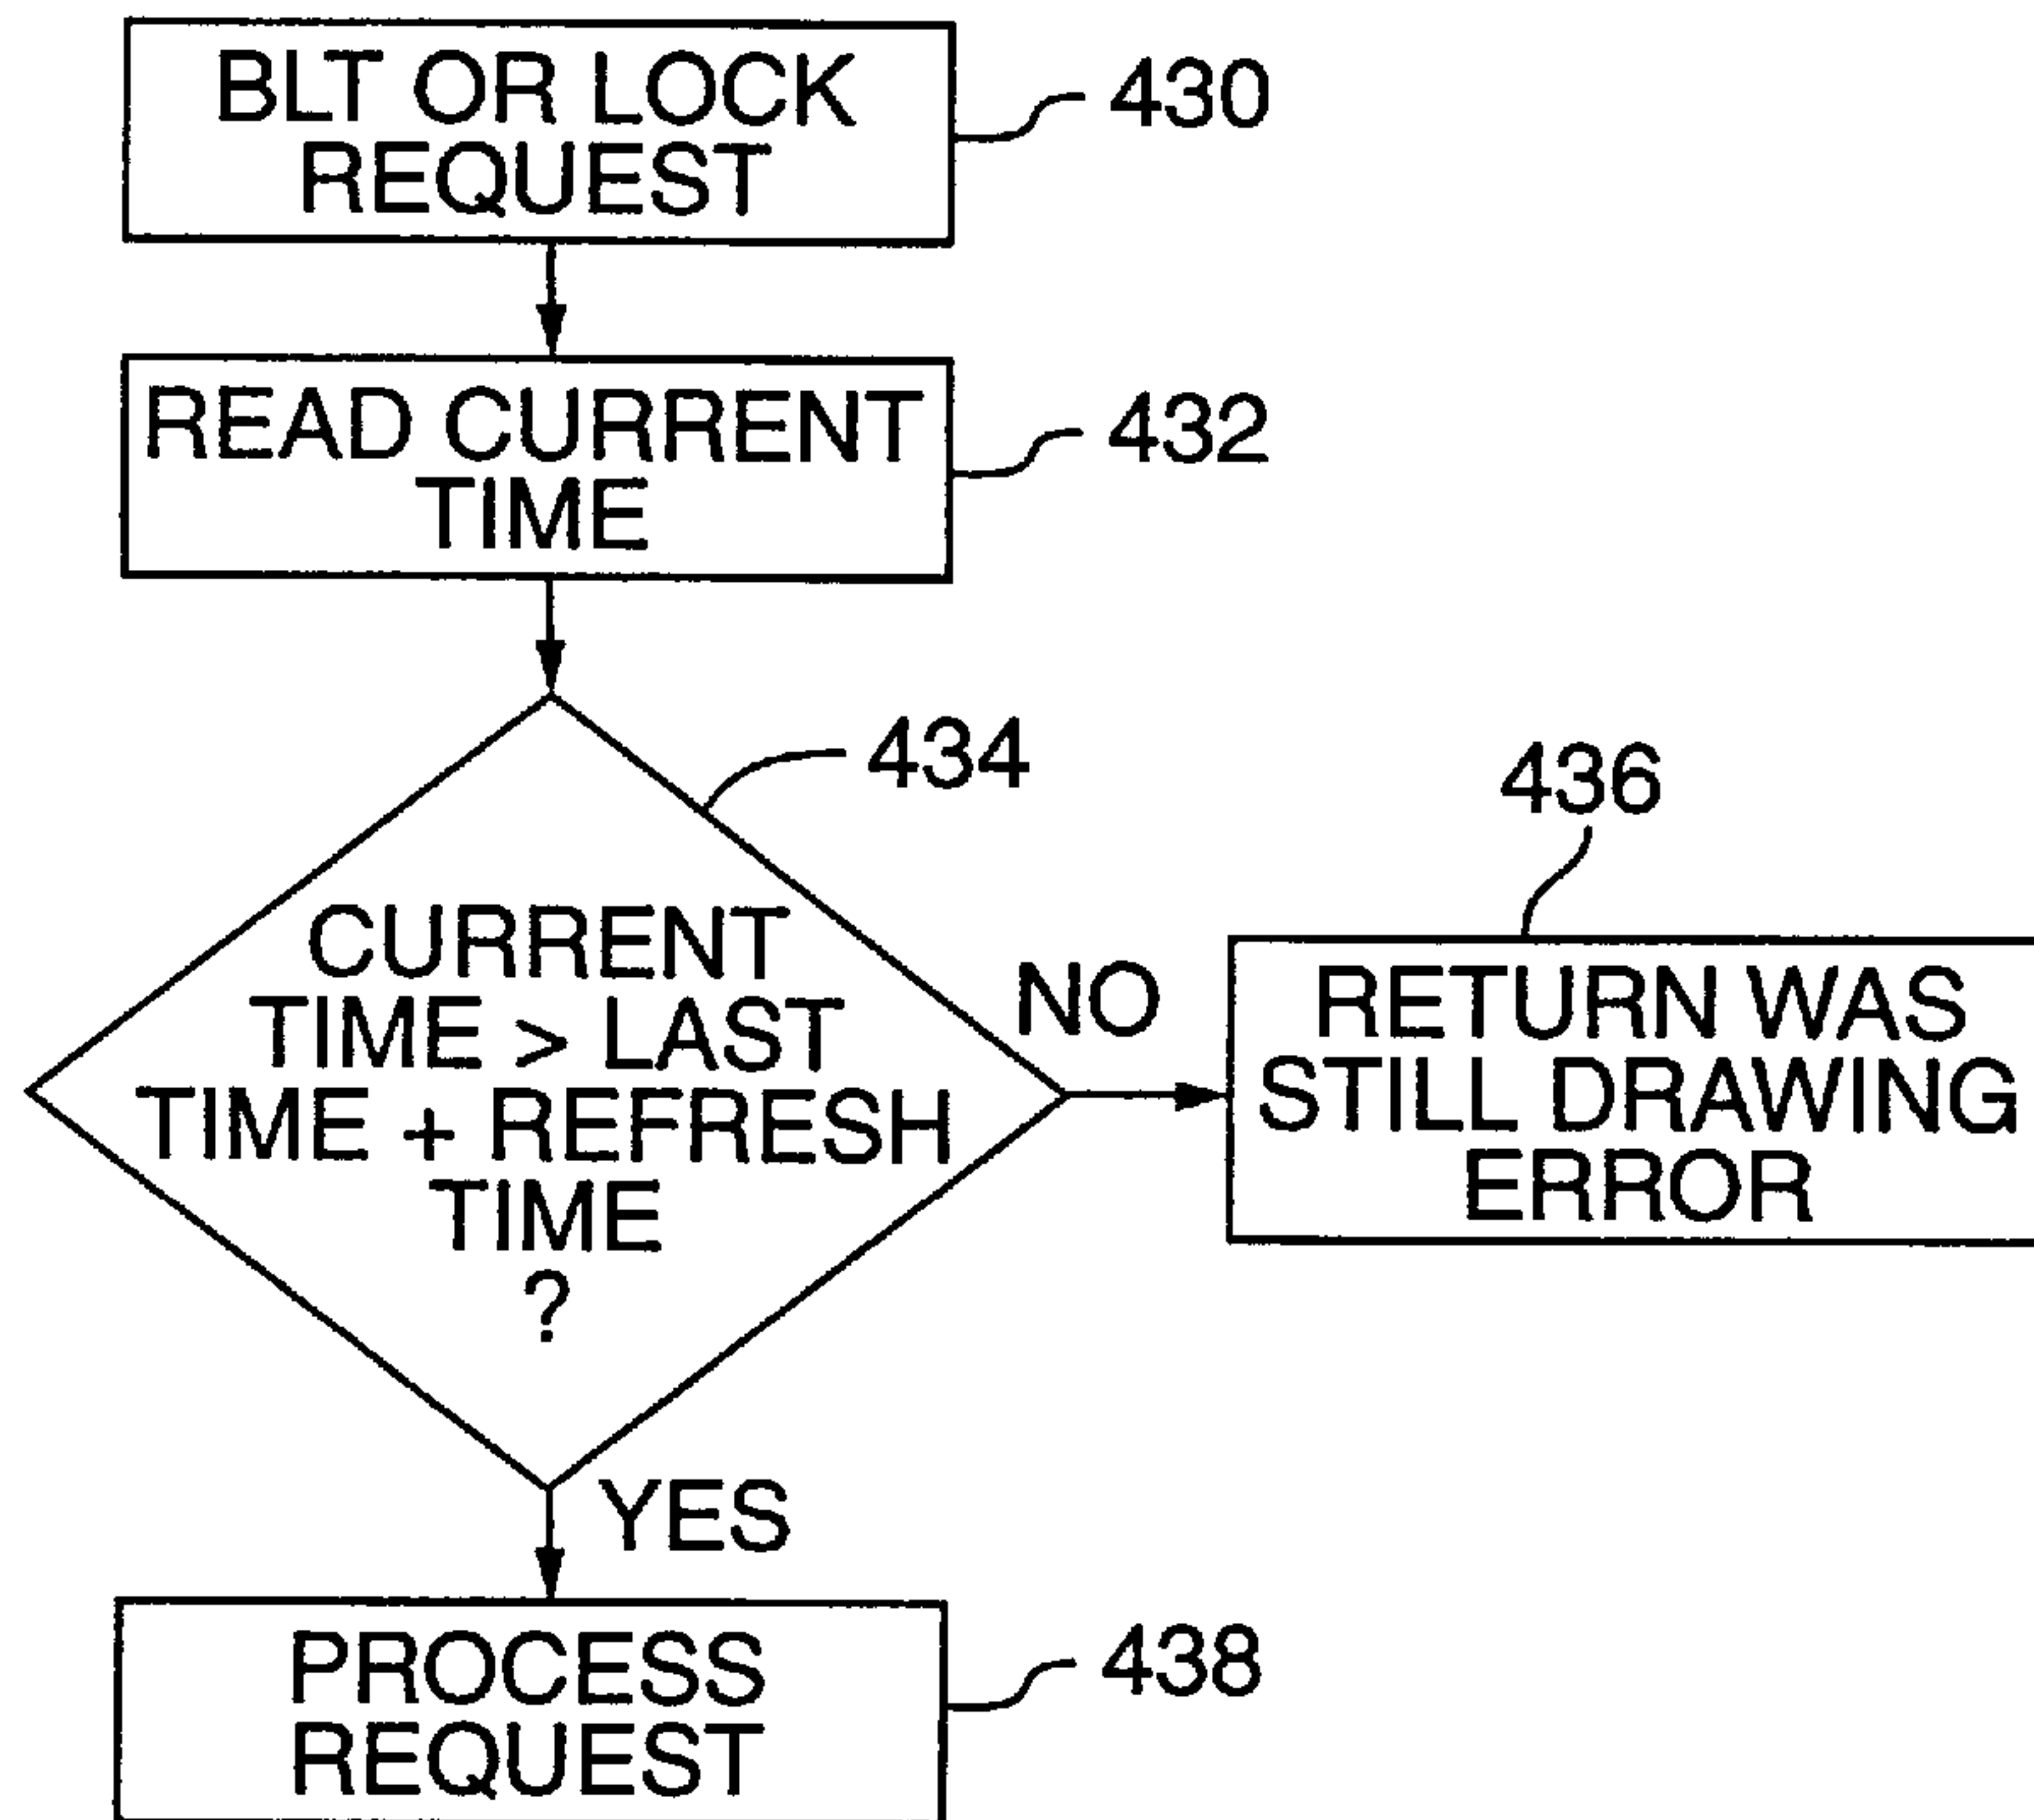 BLT OR LOCK
REQUEST
430
READ CURRENT
TIME
432
434
CURRENT
TIME > LAST
TIME + REFRESH
TIME
?
NO
436
RETURN WAS
STILL DRAWING
ERROR
YES
PROCESS
REQUEST
438